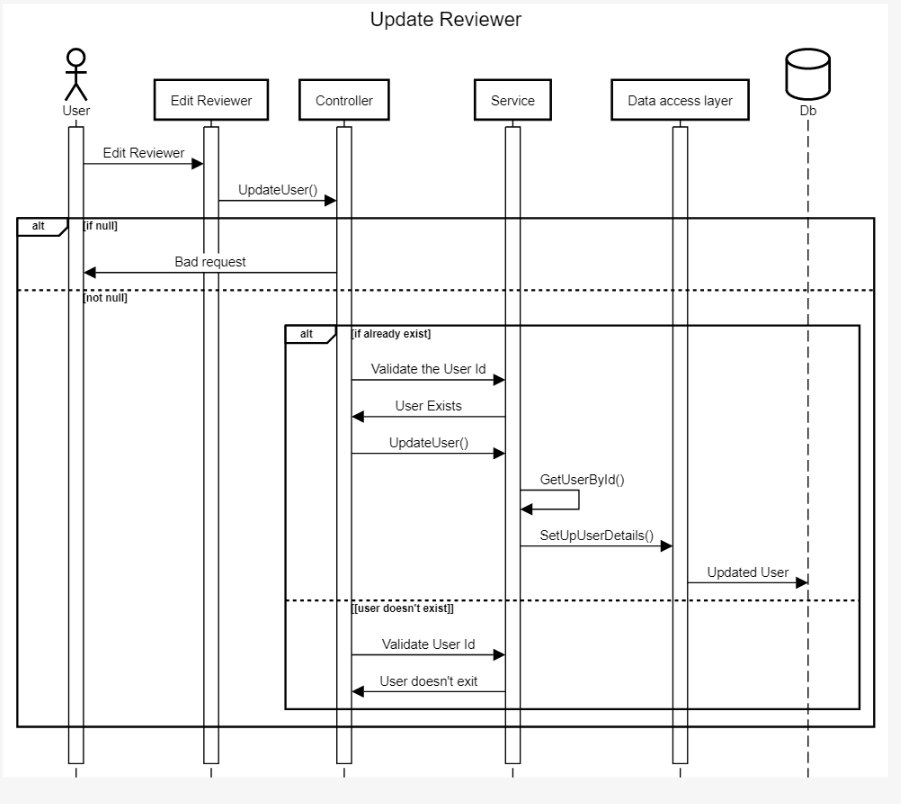 Update Reviewer
User
Edit Reviewer
Controller
Service
Data access layer
Db
Edit Reviewer
UpdateUser()
alt
[if null]
Bad request
[not null]
alt
[if already exist]
Validate the User Id
User Exists
UpdateUser()
GetUserById()
SetUpUserDetails()
Updated User
[[user doesn't exist]]
Validate User Id
User doesn't exit